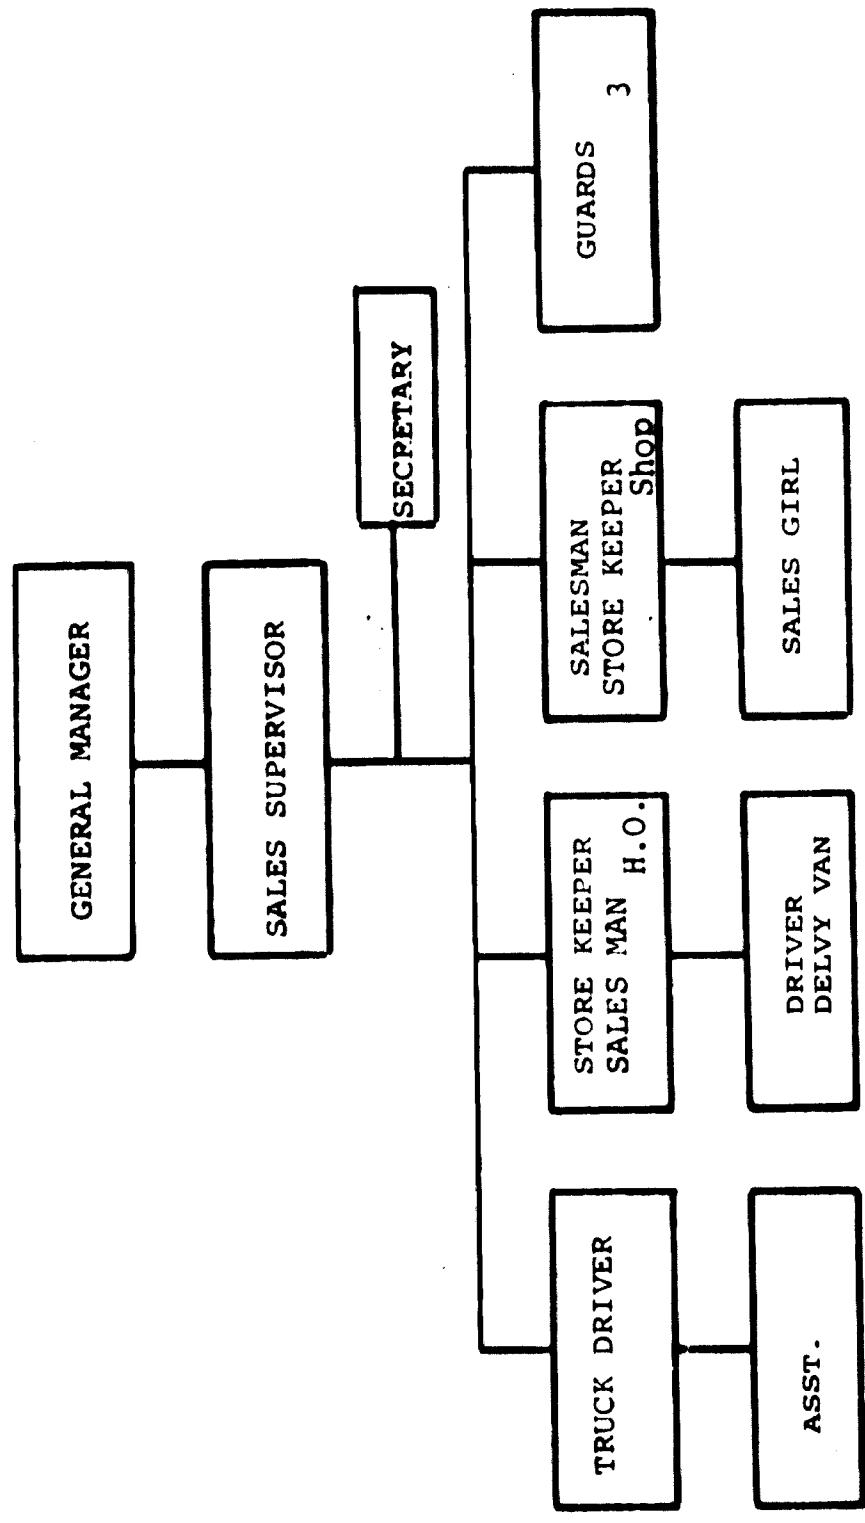 GENERAL MANAGER
SALES SUPERVISOR
SECRETARY
TRUCK DRIVER
STORE KEEPER
SALES MAN
H.O.
SALESMAN
STORE KEEPER
Shop
GUARDS
3
ASST.
DRIVER
DELVY VAN
SALES GIRL